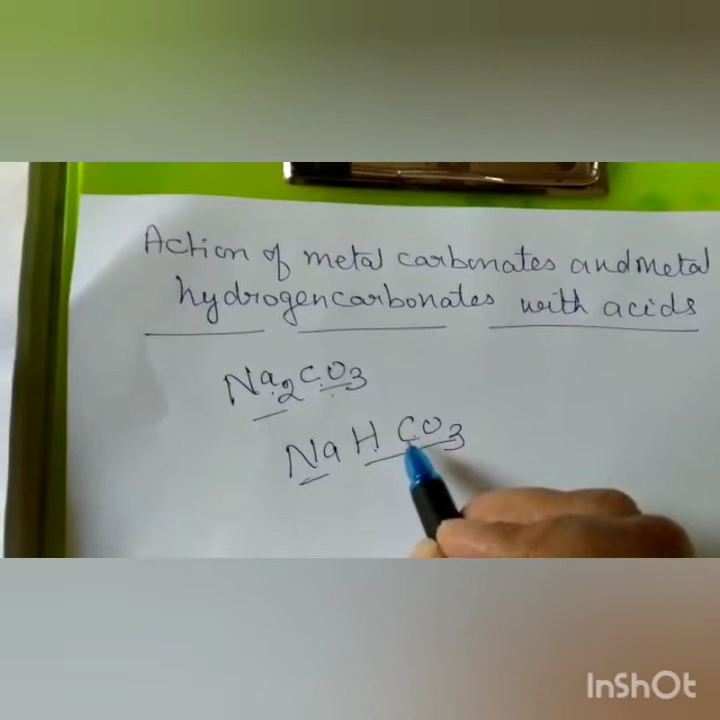 Action of metal carbonates and metal
hydrogencarbonates with acids
Na2CO3
NaHCO3
InShOt